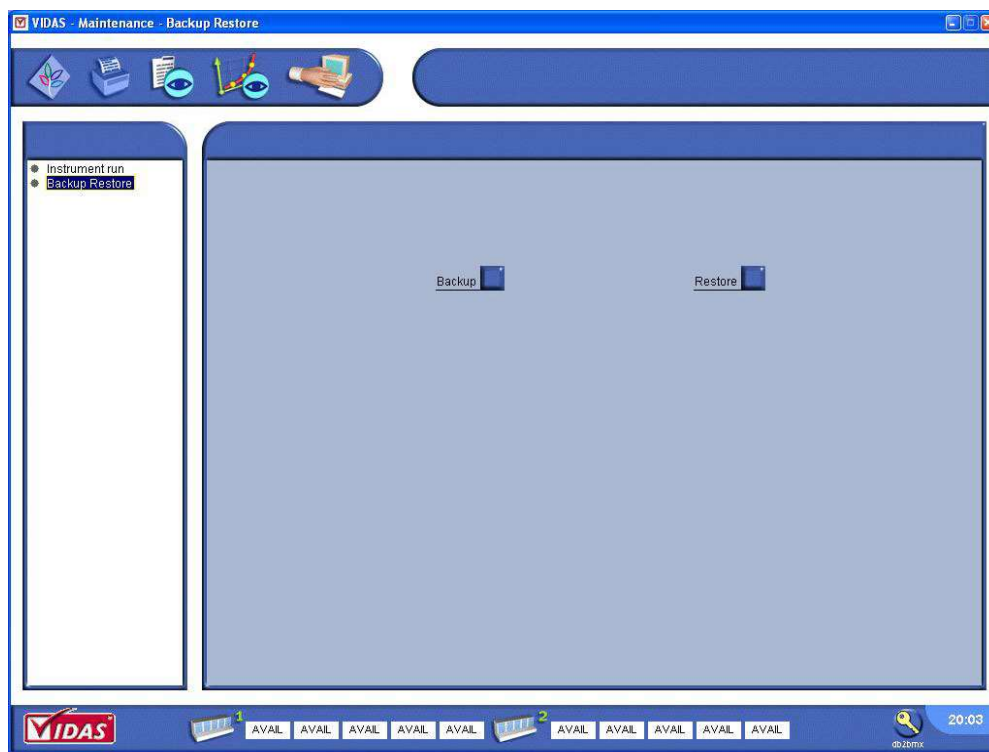 VIDAS - Maintenance - Backup Restore
Instrument run
Backup Restore
Backup
Restore
VIDAS
1 AVAIL AVAIL AVAIL AVAIL AVAIL 2 AVAIL AVAIL AVAIL AVAIL AVAIL
db2bmx
20:03